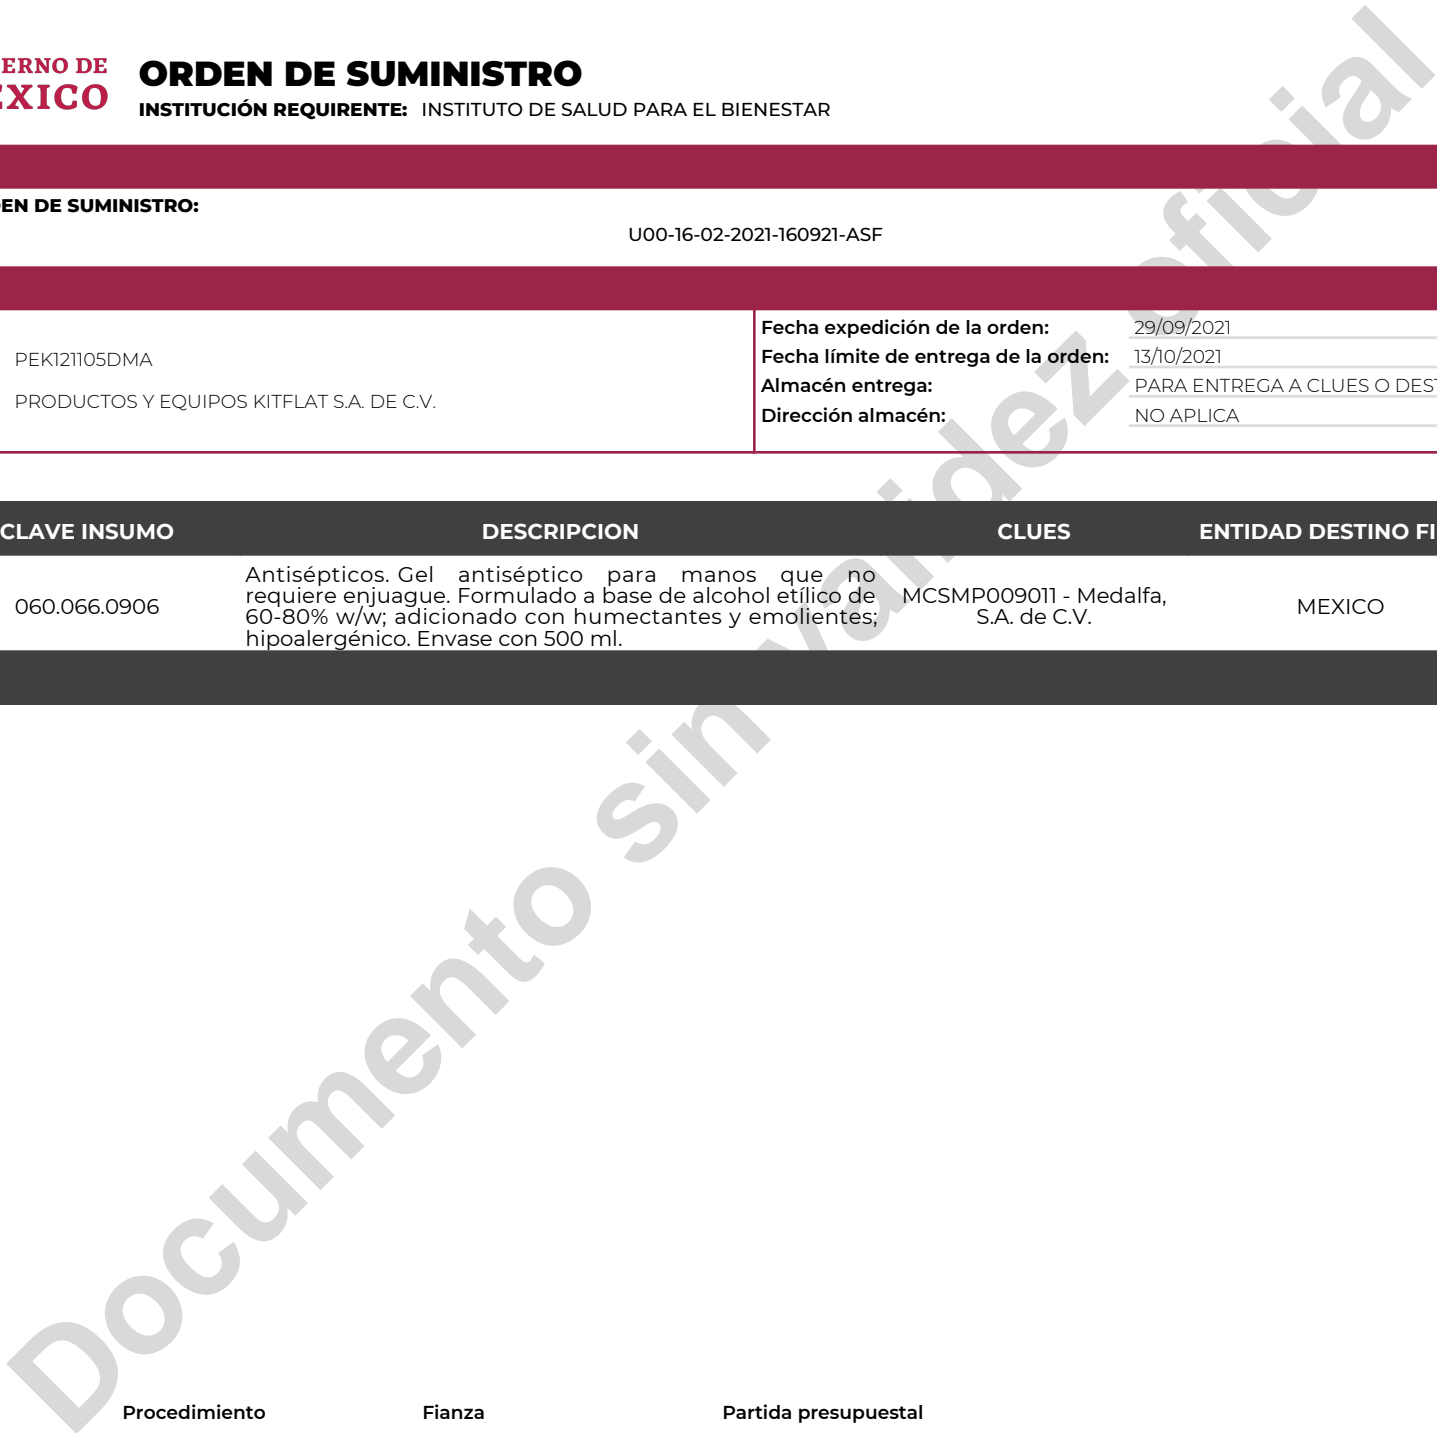 ERNO DE
EXICO
ORDEN DE SUMINISTRO
INSTITUCIÓN REQUIRENTE: INSTITUTO DE SALUD PARA EL BIENESTAR
EN DE SUMINISTRO:
U00-16-02-2021-160921-ASF
PEK121105DMA
PRODUCTOS Y EQUIPOS KITFLAT S.A. DE C.V.
Fecha expedición de la orden: 29/09/2021
Fecha límite de entrega de la orden: 13/10/2021
Almacén entrega: PARA ENTREGA A CLUES O DEST
Dirección almacén: NO APLICA
CLAVE INSUMO DESCRIPCION CLUES ENTIDAD DESTINO FI
060.066.0906
Antisépticos. Gel antiséptico para manos que no
requiere enjuague. Formulado a base de alcohol etílico de
60-80% w/w; adicionado con humectantes y emolientes;
hipoalergénico. Envase con 500 ml.
MCSMP009011 - Medalfa,
S.A. de C.V.
MEXICO
Documento sin validez oficial
Procedimiento Fianza Partida presupuestal